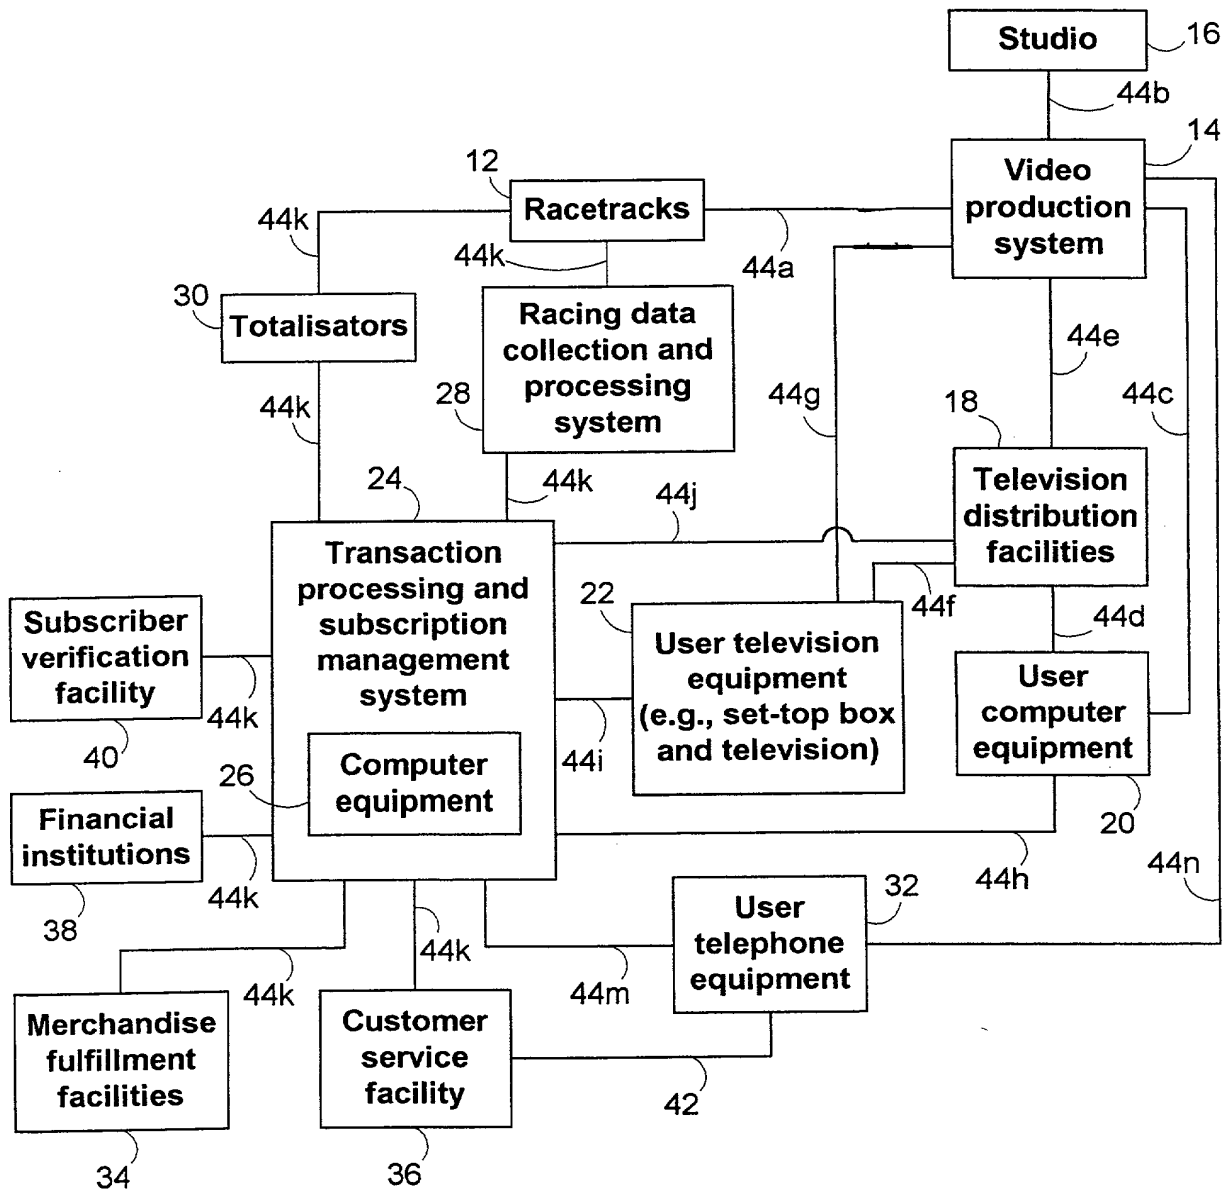 Studio
16
44b
14
Video
production
system
12
Racetracks
44k
44k
44a
30
Totalisators
Racing data
collection and
processing
system
44e
44k
28
44g
44c
18
24
44k
44j
Television
distribution
facilities
Transaction
processing and
subscription
management
system
22
44f
44d
Subscriber
verification
facility
User television
equipment
(e.g., set-top box
and television)
User
computer
equipment
44k
40
44i
26
Computer
equipment
Financial
institutions
20
44k
44h
44n
38
32
User
telephone
equipment
44k
44k
44m
Merchandise
fulfillment
facilities
Customer
service
facility
42
34
36